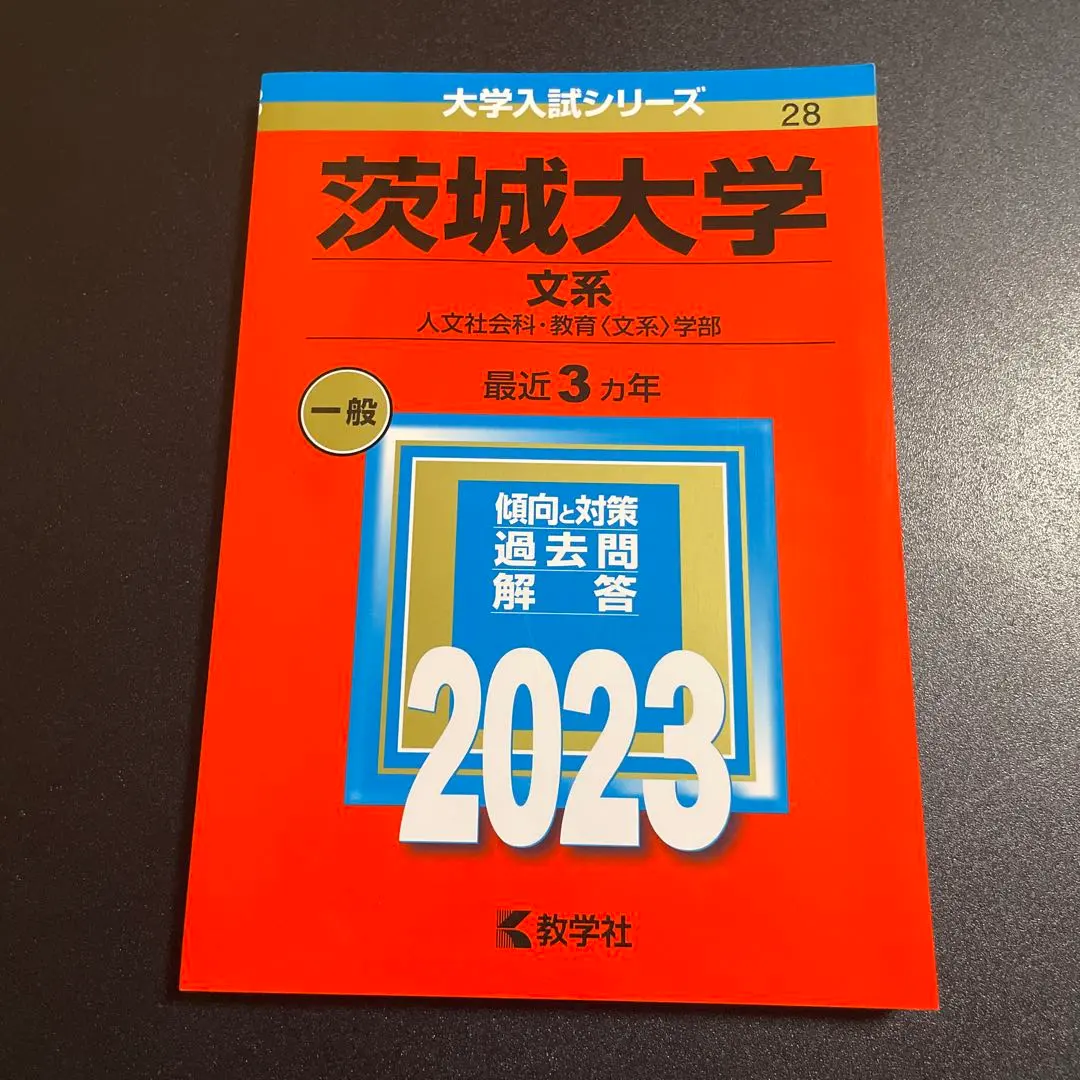 大学入試シリーズ
28
茨城大学
文系
人文社会科・教育〈文系〉学部
最近3カ年
一般
傾向と対策
過去問
解答
2023
教学社